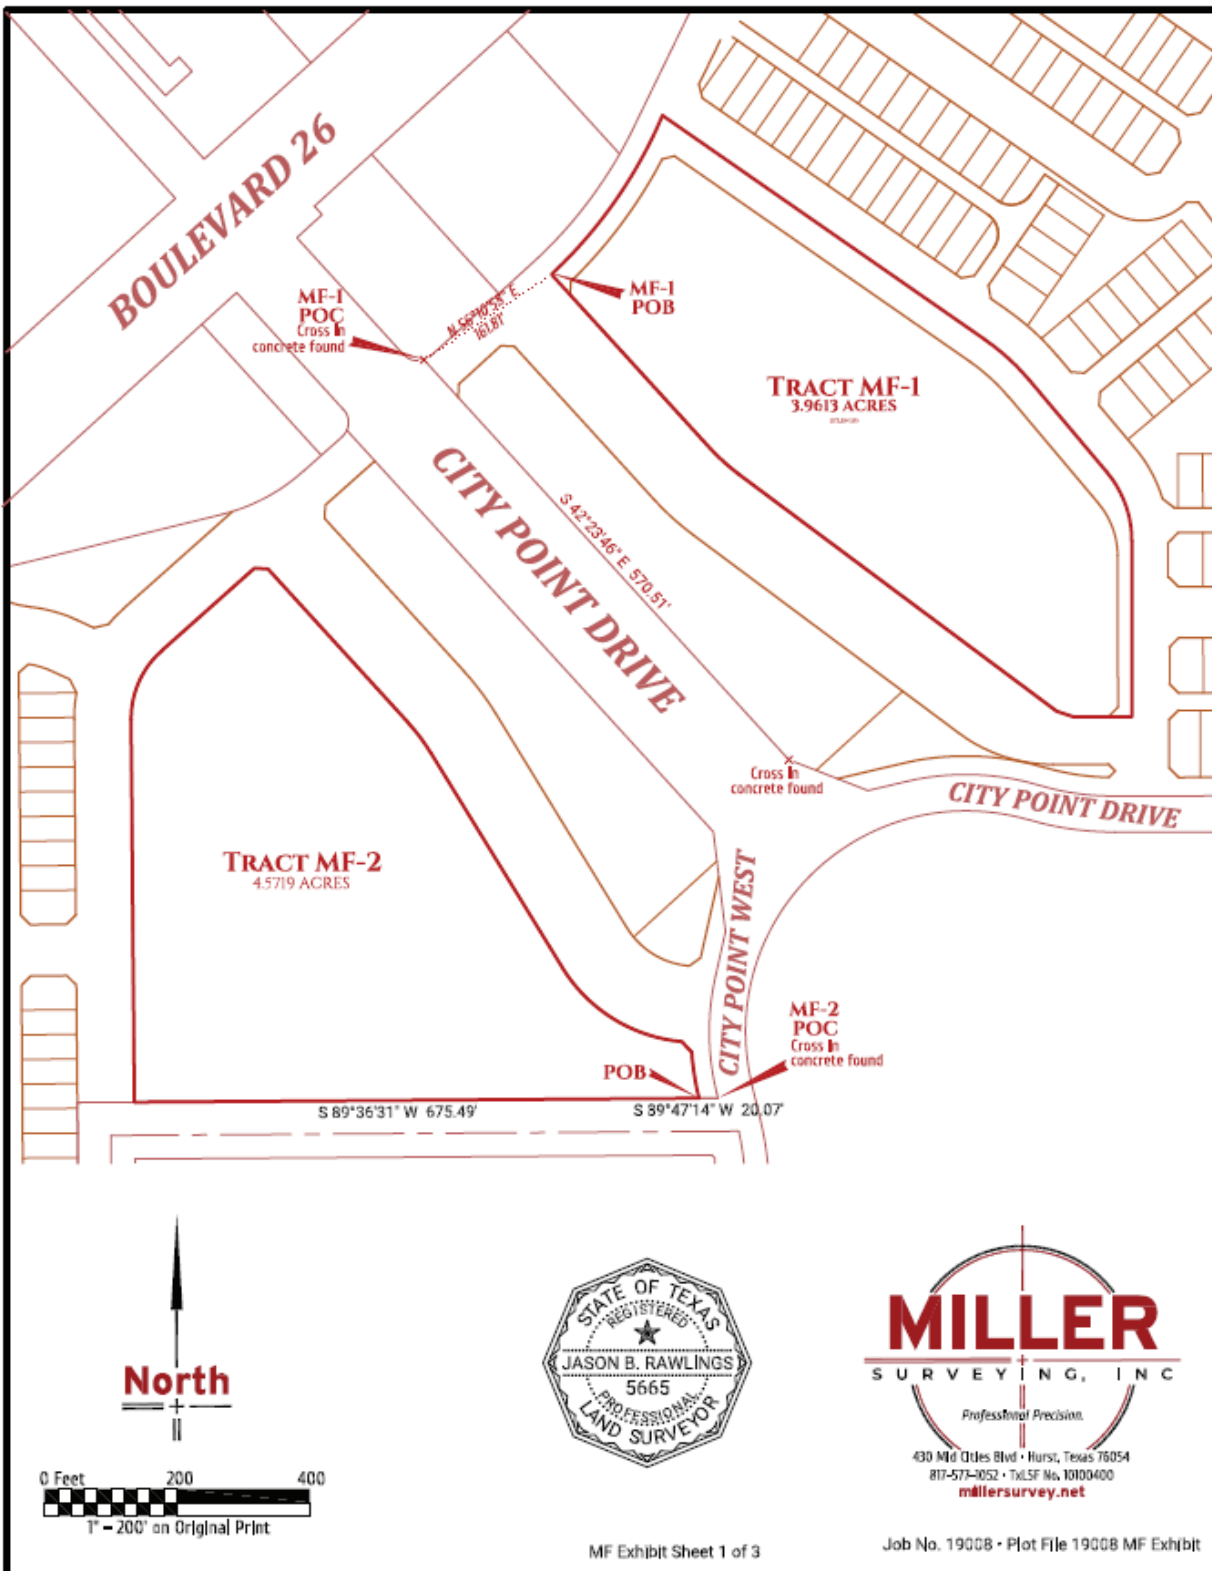 BOULEVARD 26
MF-1
POC
Cross in
concrete found
N 56°10'58" E
161.81'
MF-1
POB
TRACT MF-1
3.9613 ACRES
CITY POINT DRIVE
S 42°23'46" E 570.51'
Cross in
concrete found
CITY POINT DRIVE
TRACT MF-2
4.5719 ACRES
CITY POINT WEST
MF-2
POC
Cross in
concrete found
POB
S 89°36'31" W 675.49'
S 89°47'14" W 20.07'
North
0 Feet 200 400
1" = 200' on Original Print
STATE OF TEXAS
REGISTERED
JASON B. RAWLINGS
5665
PROFESSIONAL
LAND SURVEYOR
MILLER
SURVEYING, INC
Professional Precision.
430 Mid Cities Blvd • Hurst, Texas 76054
817-577-1052 • TxLSF No. 10100400
millersurvey.net
MF Exhibit Sheet 1 of 3
Job No. 19008 • Plot File 19008 MF Exhibit